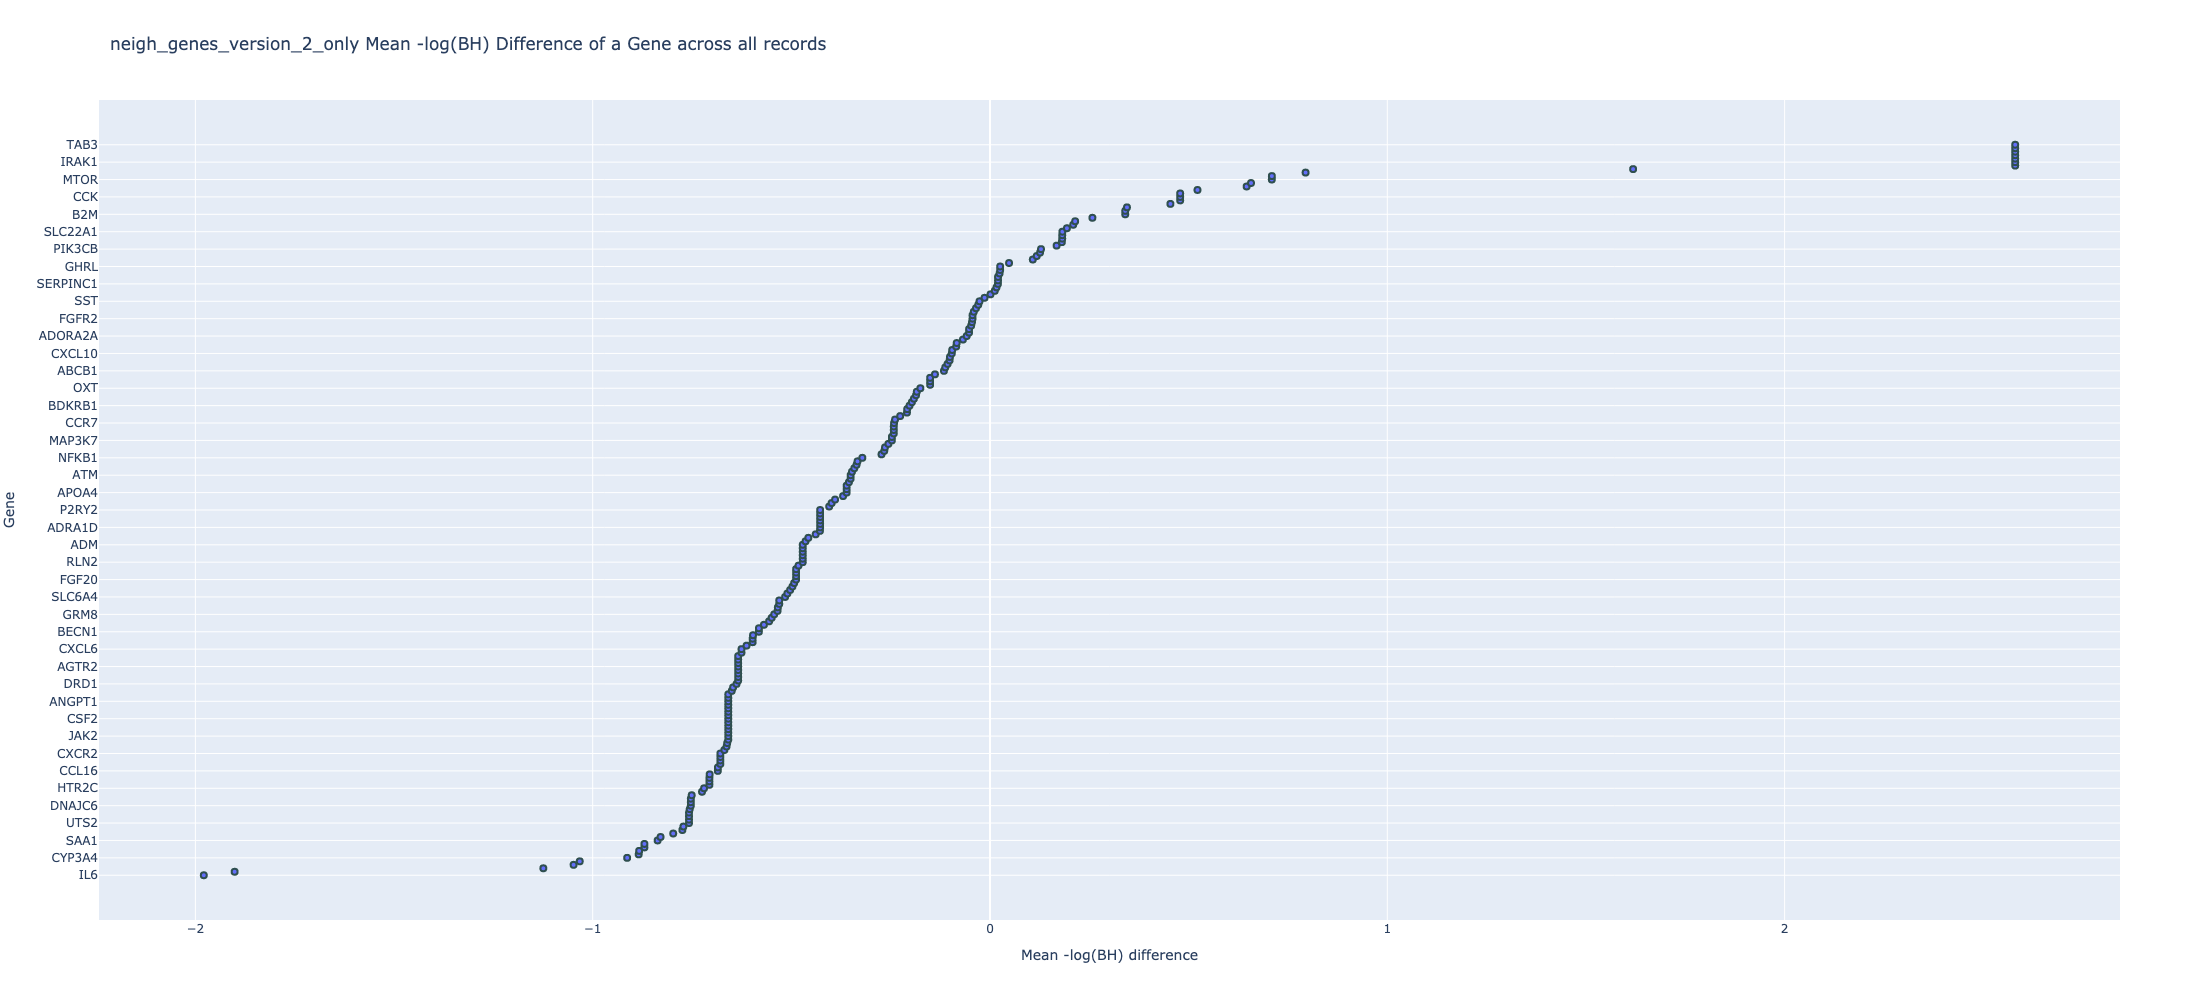 neigh_genes_version_2_only Mean -log(BH) Difference of a Gene across all records
TAB3
IRAK1
MTOR
CCK
B2M
SLC22A1
PIK3CB
GHRL
SERPINC1
SST
FGFR2
ADORA2A
CXCL10
ABCB1
OXT
BDKRB1
CCR7
MAP3K7
NFKB1
ATM
APOA4
P2RY2
ADRA1D
ADM
RLN2
FGF20
SLC6A4
GRM8
BECN1
CXCL6
AGTR2
DRD1
ANGPT1
CSF2
JAK2
CXCR2
CCL16
HTR2C
DNAJC6
UTS2
SAA1
CYP3A4
IL6
Gene
−2 −1 0 1 2
Mean -log(BH) difference